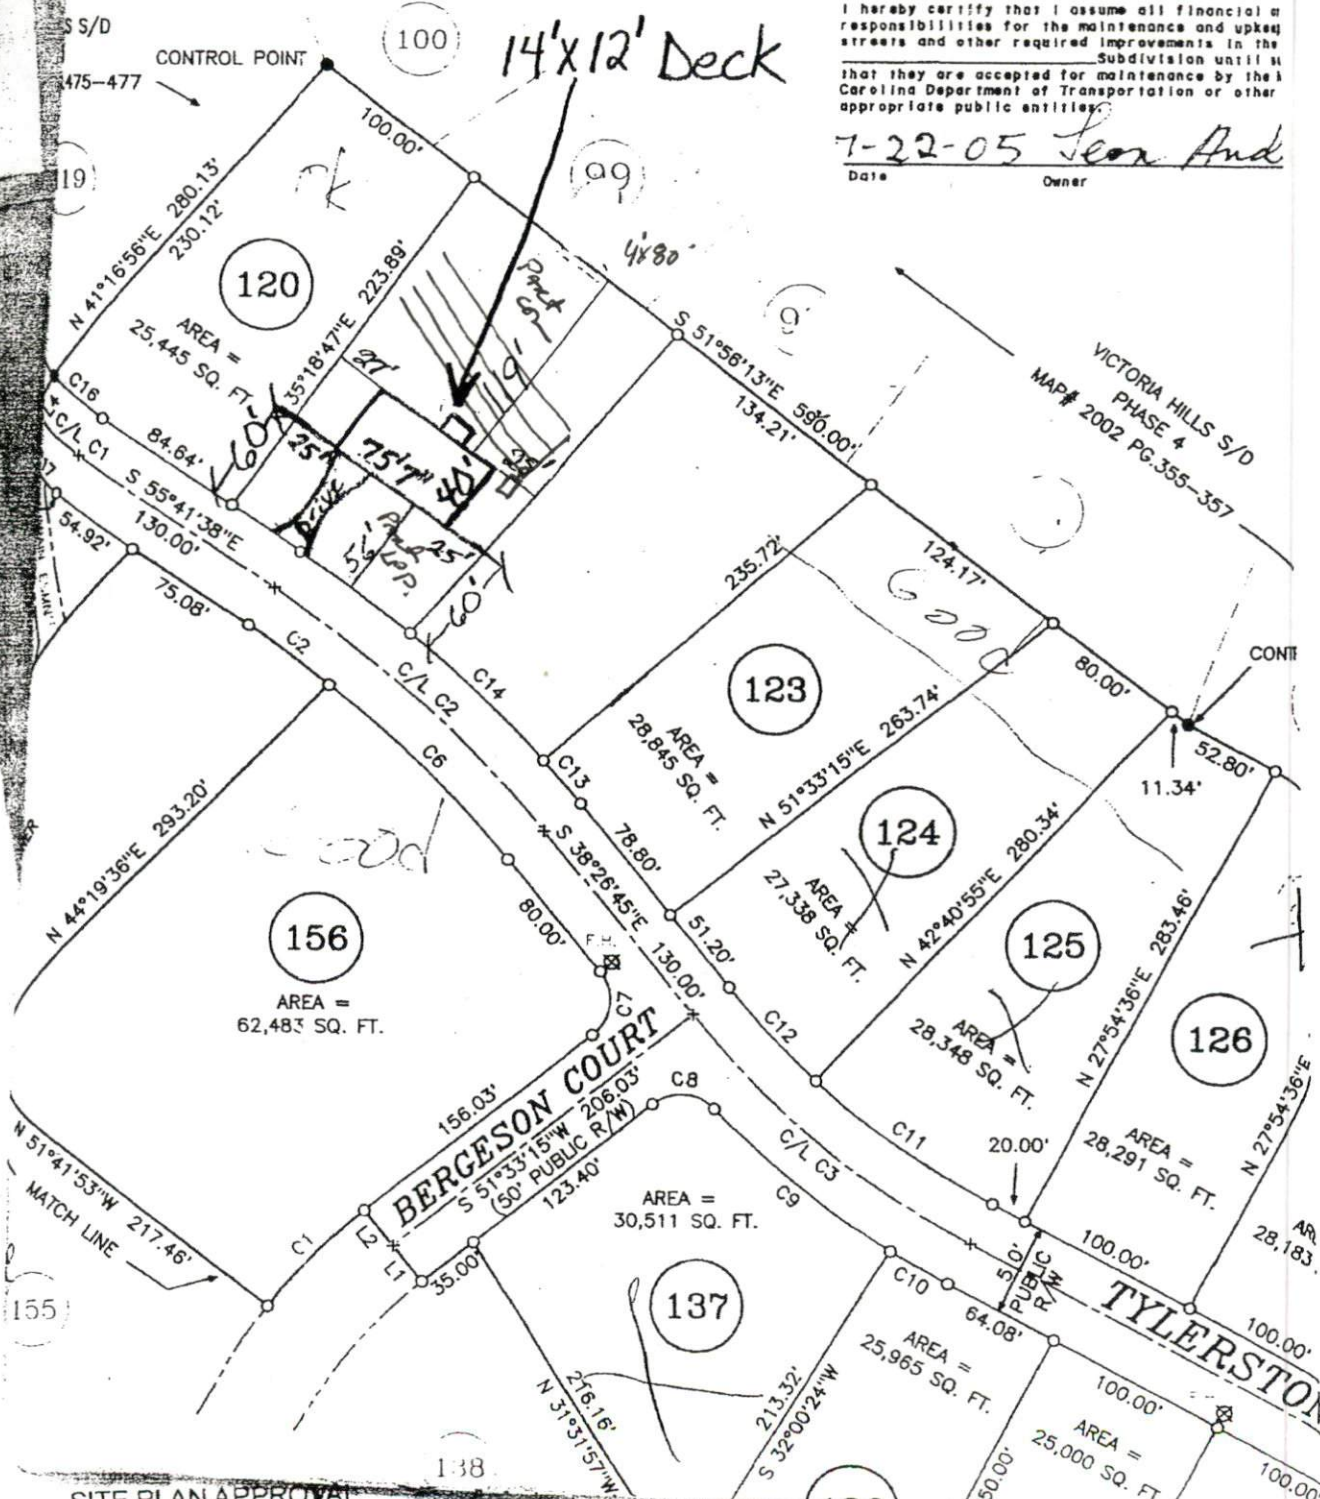 S S/D
CONTROL POINT
475-477
100
14'X12' Deck
I hereby certify that I assume all financial
responsibilities for the maintenance and
streets and other required improvements in the
Subdivision until
that they are accepted for maintenance by the
Carolina Department of Transportation or other
appropriate public entities.
7-22-05
Date
Owner
19
100.00'
ok
99
N 41°16'56"E 280.13'
230.12'
120
AREA =
25,445 SQ. FT.
35°18'47"E 223.89'
4'x80'
9'
27'
S 51°56'13"E 590.00'
134.21'
VICTORIA HILLS S/D
PHASE 4
MAP# 2002 PG.355-357
C16
C/L C1
84.64'
60'
25'
75'7"
40'
Drive
56'
25'
60'
S 55°41'38"E
130.00'
54.92'
75.08'
C2
C/L C2
C14
235.72'
124.17'
Good
80.00'
CONT
11.34'
52.80'
123
AREA =
28,845 SQ. FT.
N 51°33'15"E 263.74'
C13
78.80'
C6
S 38°26'45"E 130.00'
N 44°19'36"E 293.20'
Good
156
AREA =
62,483 SQ. FT.
80.00'
F.H.
C7
124
AREA =
27,338 SQ. FT.
51.20'
C12
N 42°40'55"E 280.34'
125
AREA =
28,348 SQ. FT.
N 27°54'36"E 283.46'
126
AREA =
28,291 SQ. FT.
N 27°54'36"E
28,183
156.03'
BERGESON COURT
S 51°33'15"W 206.03'
(50' PUBLIC R/W)
123.40'
C8
C/L C3
C9
C11
20.00'
N 51°41'53"W 217.46'
MATCH LINE
C1
L2
L1
35.00'
155
AREA =
30,511 SQ. FT.
137
216.16'
N 31°31'57"W
213.32'
S 32°00'24"W
C10
64.08'
50'
PUBLIC
R/W
100.00'
TYLERSTON
100.00'
AREA =
25,965 SQ. FT.
100.00'
AREA =
25,000 SQ. FT.
50.00'
100.00'
138
SITE PLAN APPROVAL